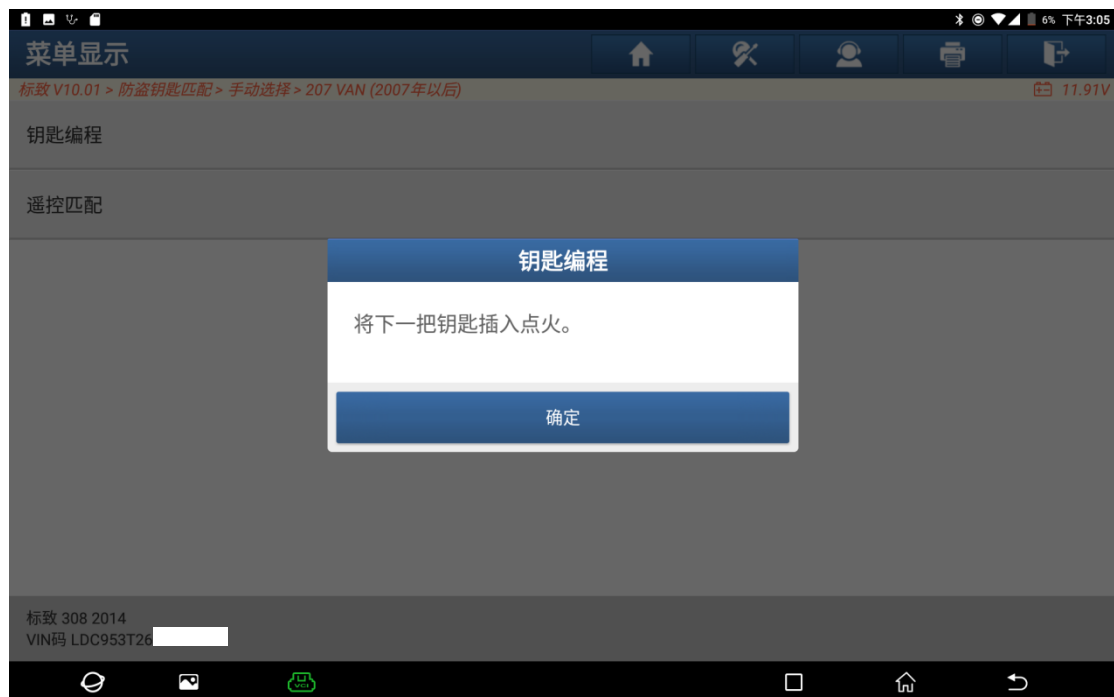 6% 下午3:05
菜单显示
标致 V10.01 > 防盗钥匙匹配 > 手动选择 > 207 VAN (2007年以后) 11.91V
钥匙编程
遥控匹配
钥匙编程
将下一把钥匙插入点火。
确定
标致 308 2014
VIN码 LDC953T26
VCI